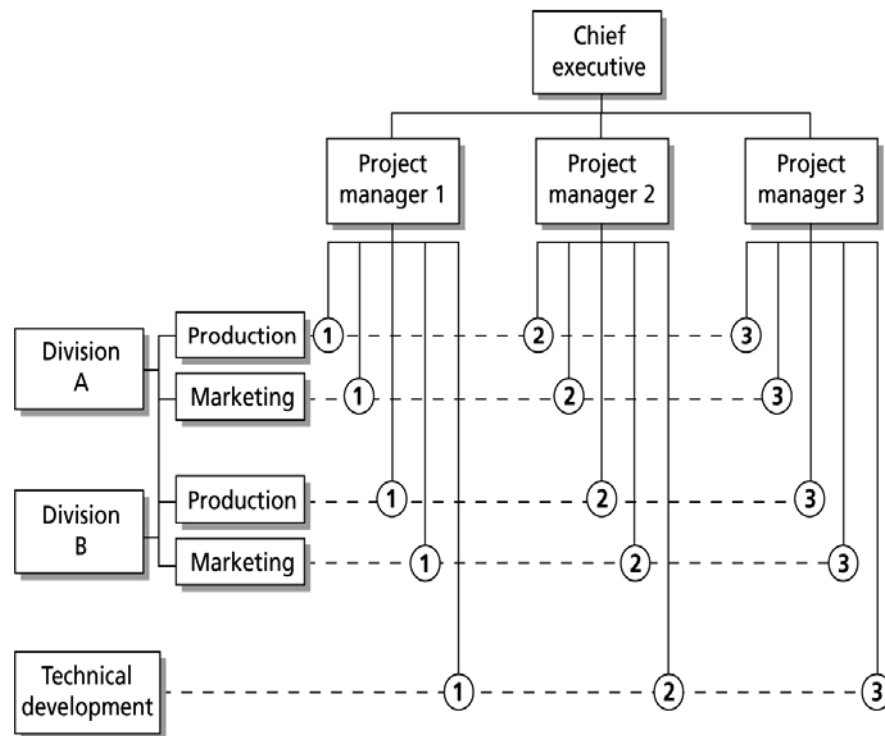 Chief
executive
Project
manager 1
Project
manager 2
Project
manager 3
Division
A
Production
1
2
3
Marketing
1
2
3
Division
B
Production
1
2
3
Marketing
1
2
3
Technical
development
1
2
3